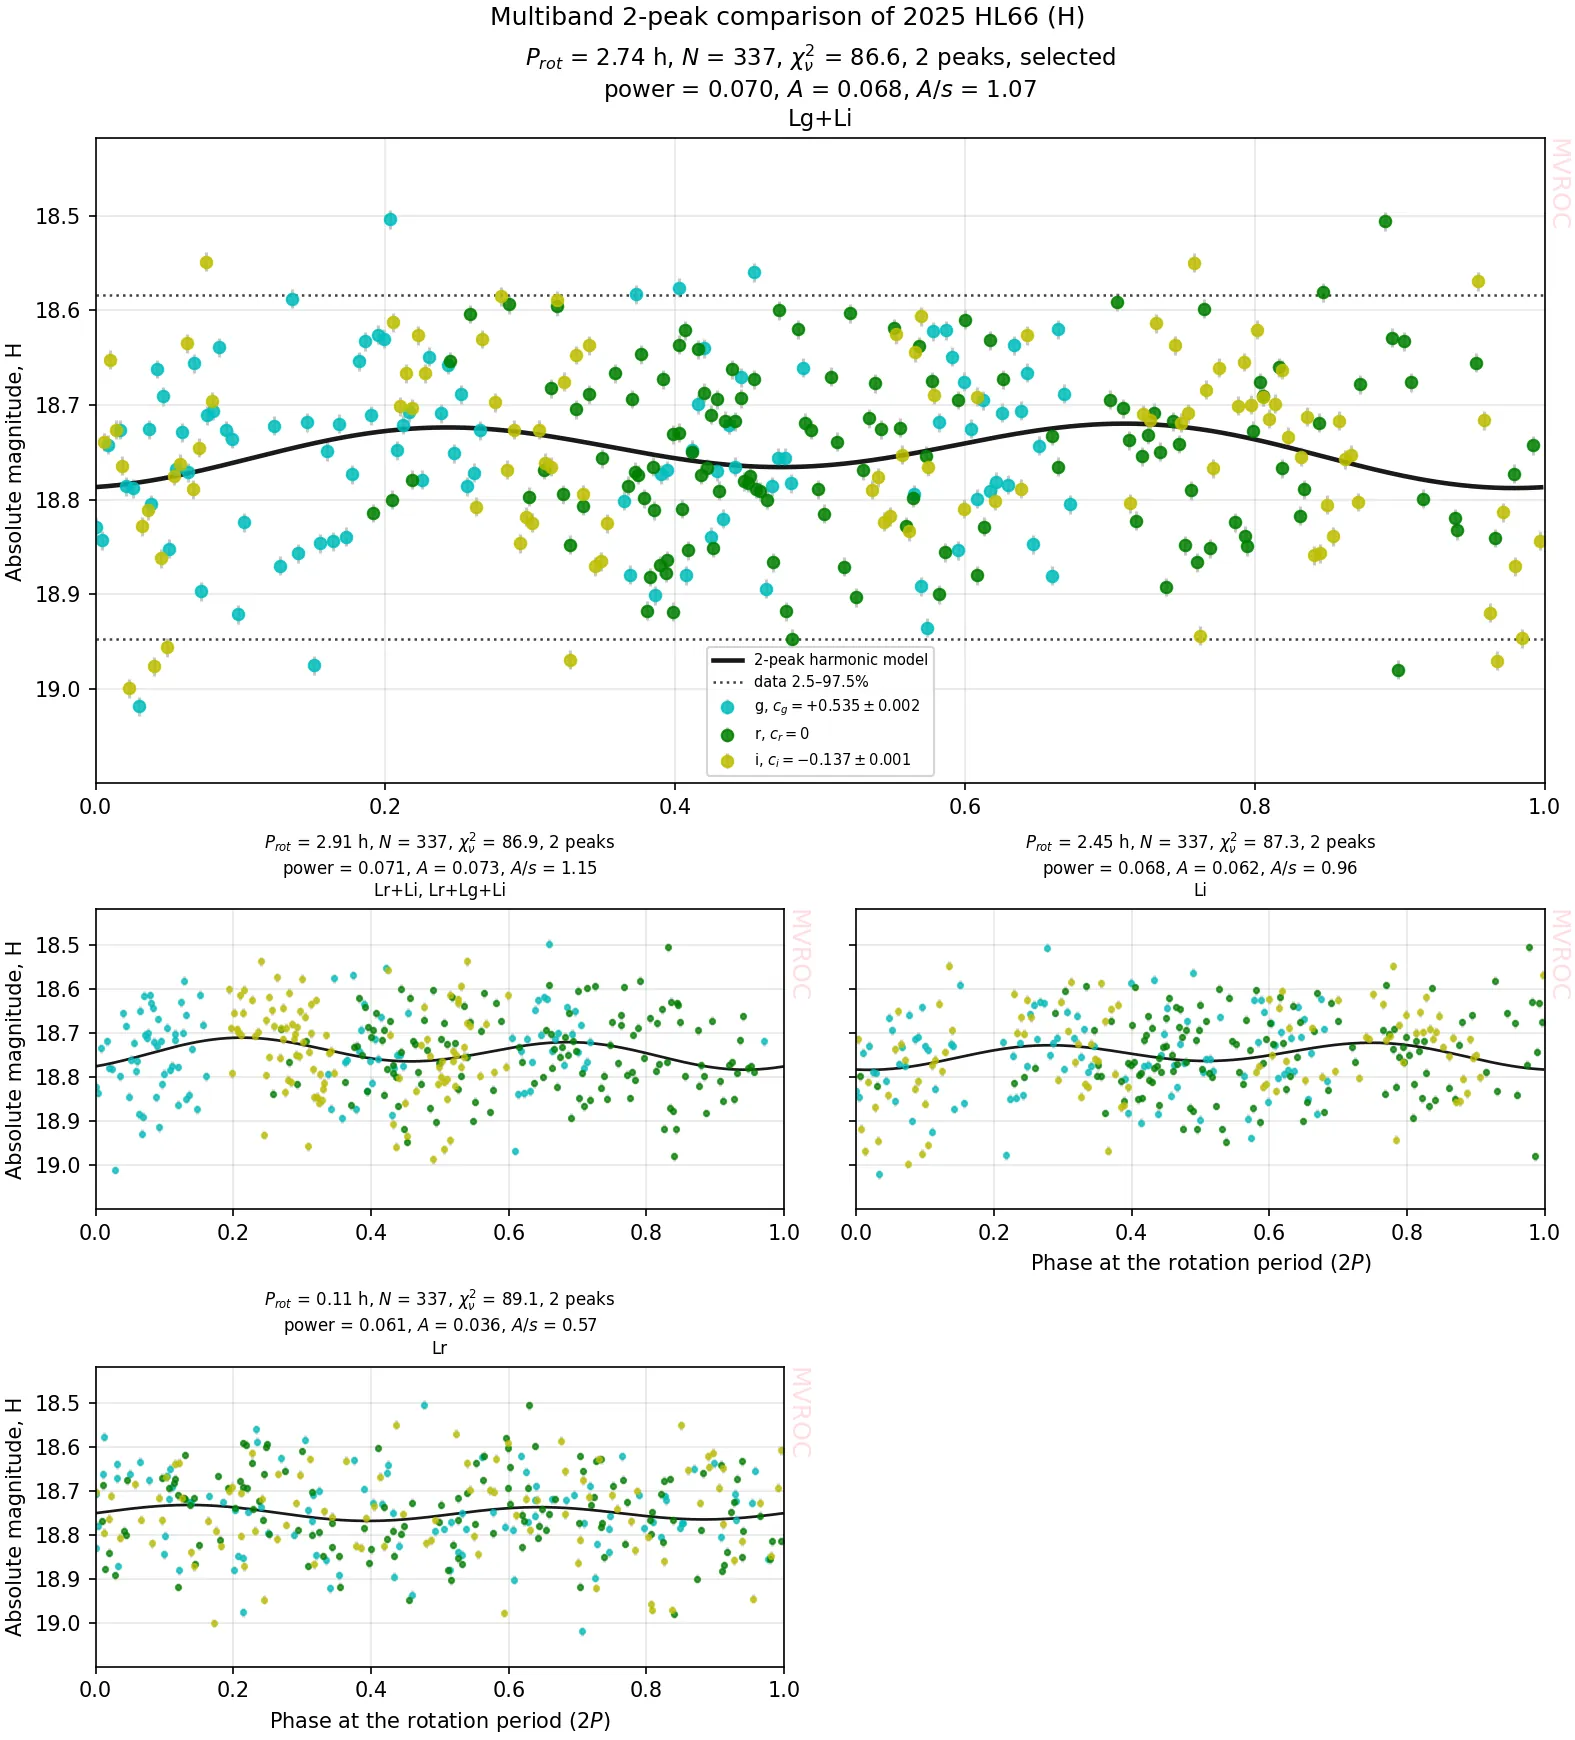 Multiband 2-peak comparison of 2025 HL66 (H)
P_rot = 2.74 h, N = 337, χ²_ν = 86.6, 2 peaks, selected
power = 0.070, A = 0.068, A/s = 1.07
Lg+Li
MVROC
Absolute magnitude, H
18.5
18.6
18.7
18.8
18.9
19.0
2-peak harmonic model
data 2.5–97.5%
g, c_g = +0.535 ± 0.002
r, c_r = 0
i, c_i = −0.137 ± 0.001
0.0 0.2 0.4 0.6 0.8 1.0
P_rot = 2.91 h, N = 337, χ²_ν = 86.9, 2 peaks
power = 0.071, A = 0.073, A/s = 1.15
Lr+Li, Lr+Lg+Li
MVROC
Absolute magnitude, H
18.5
18.6
18.7
18.8
18.9
19.0
0.0 0.2 0.4 0.6 0.8 1.0
P_rot = 2.45 h, N = 337, χ²_ν = 87.3, 2 peaks
power = 0.068, A = 0.062, A/s = 0.96
Li
MVROC
0.0 0.2 0.4 0.6 0.8 1.0
Phase at the rotation period (2P)
P_rot = 0.11 h, N = 337, χ²_ν = 89.1, 2 peaks
power = 0.061, A = 0.036, A/s = 0.57
Lr
MVROC
Absolute magnitude, H
18.5
18.6
18.7
18.8
18.9
19.0
0.0 0.2 0.4 0.6 0.8 1.0
Phase at the rotation period (2P)